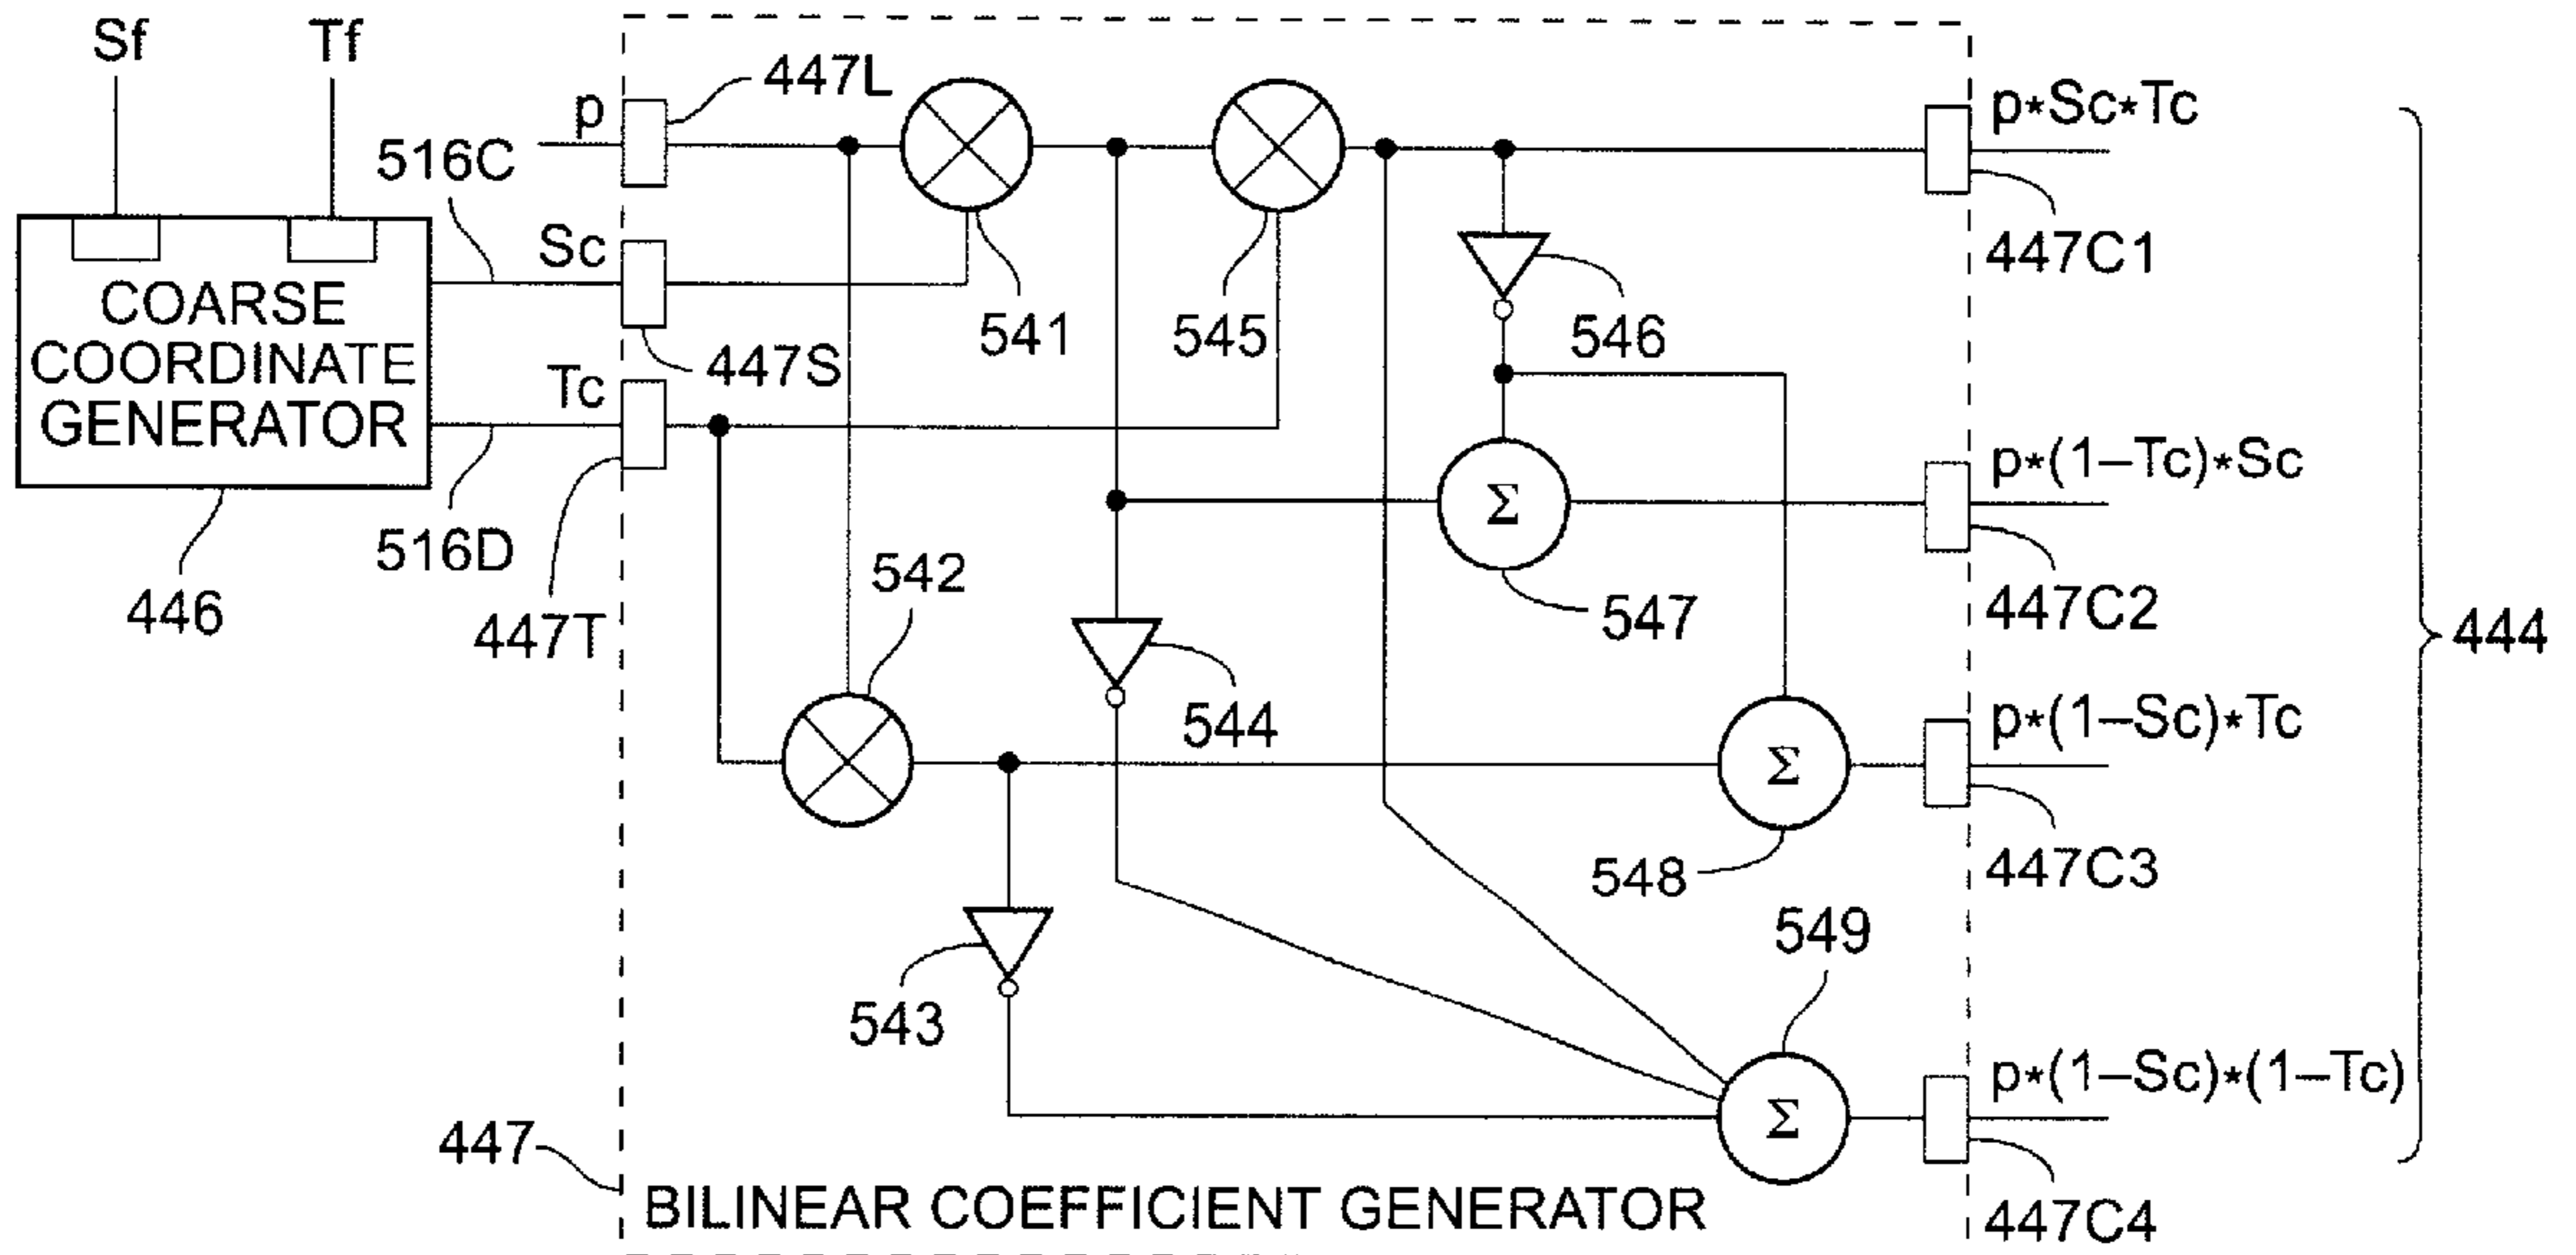 Sf
Tf
447L
p
p*Sc*Tc
516C
Sc
447C1
COARSE
COORDINATE
GENERATOR
541
545
546
447S
Tc
p*(1–Tc)*Sc
516D
542
446
447T
547
447C2
444
544
p*(1–Sc)*Tc
Σ
Σ
548
447C3
549
543
p*(1–Sc)*(1–Tc)
Σ
447
BILINEAR COEFFICIENT GENERATOR
447C4